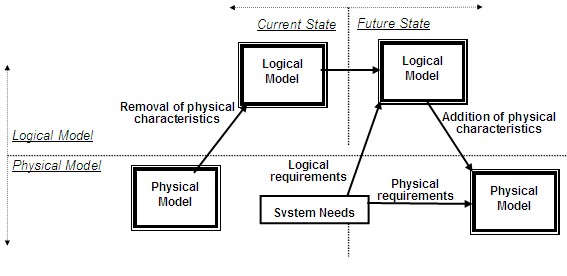 Current State
Future State
Logical
Model
Logical
Model
Removal of physical
characteristics
Addition of physical
characteristics
Logical Model
Physical Model
Logical
requirements
Physical
requirements
Physical
Model
System Needs
Physical
Model